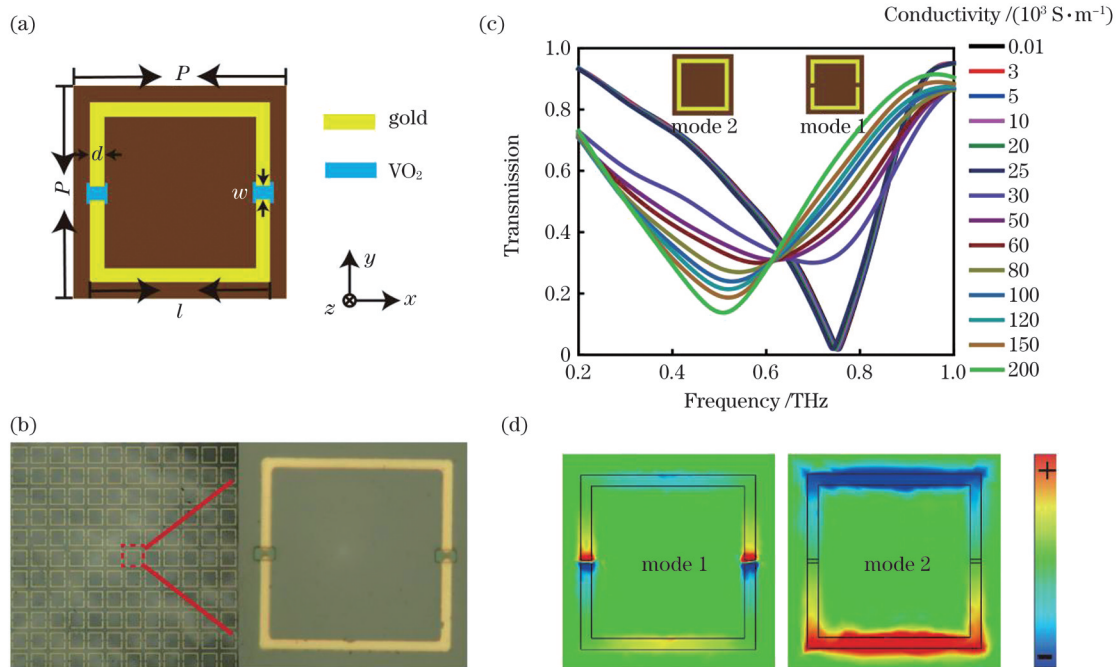 (a)
P
P
d
w
l
gold
VO₂
y
z
x
(c)
Conductivity /(10³ S·m⁻¹)
Transmission
1.0
0.8
0.6
0.4
0.2
0
0.2
0.4
0.6
0.8
1.0
Frequency /THz
mode 2
mode 1
0.01
3
5
10
20
25
30
50
60
80
100
120
150
200
(b)
(d)
mode 1
mode 2
+
−